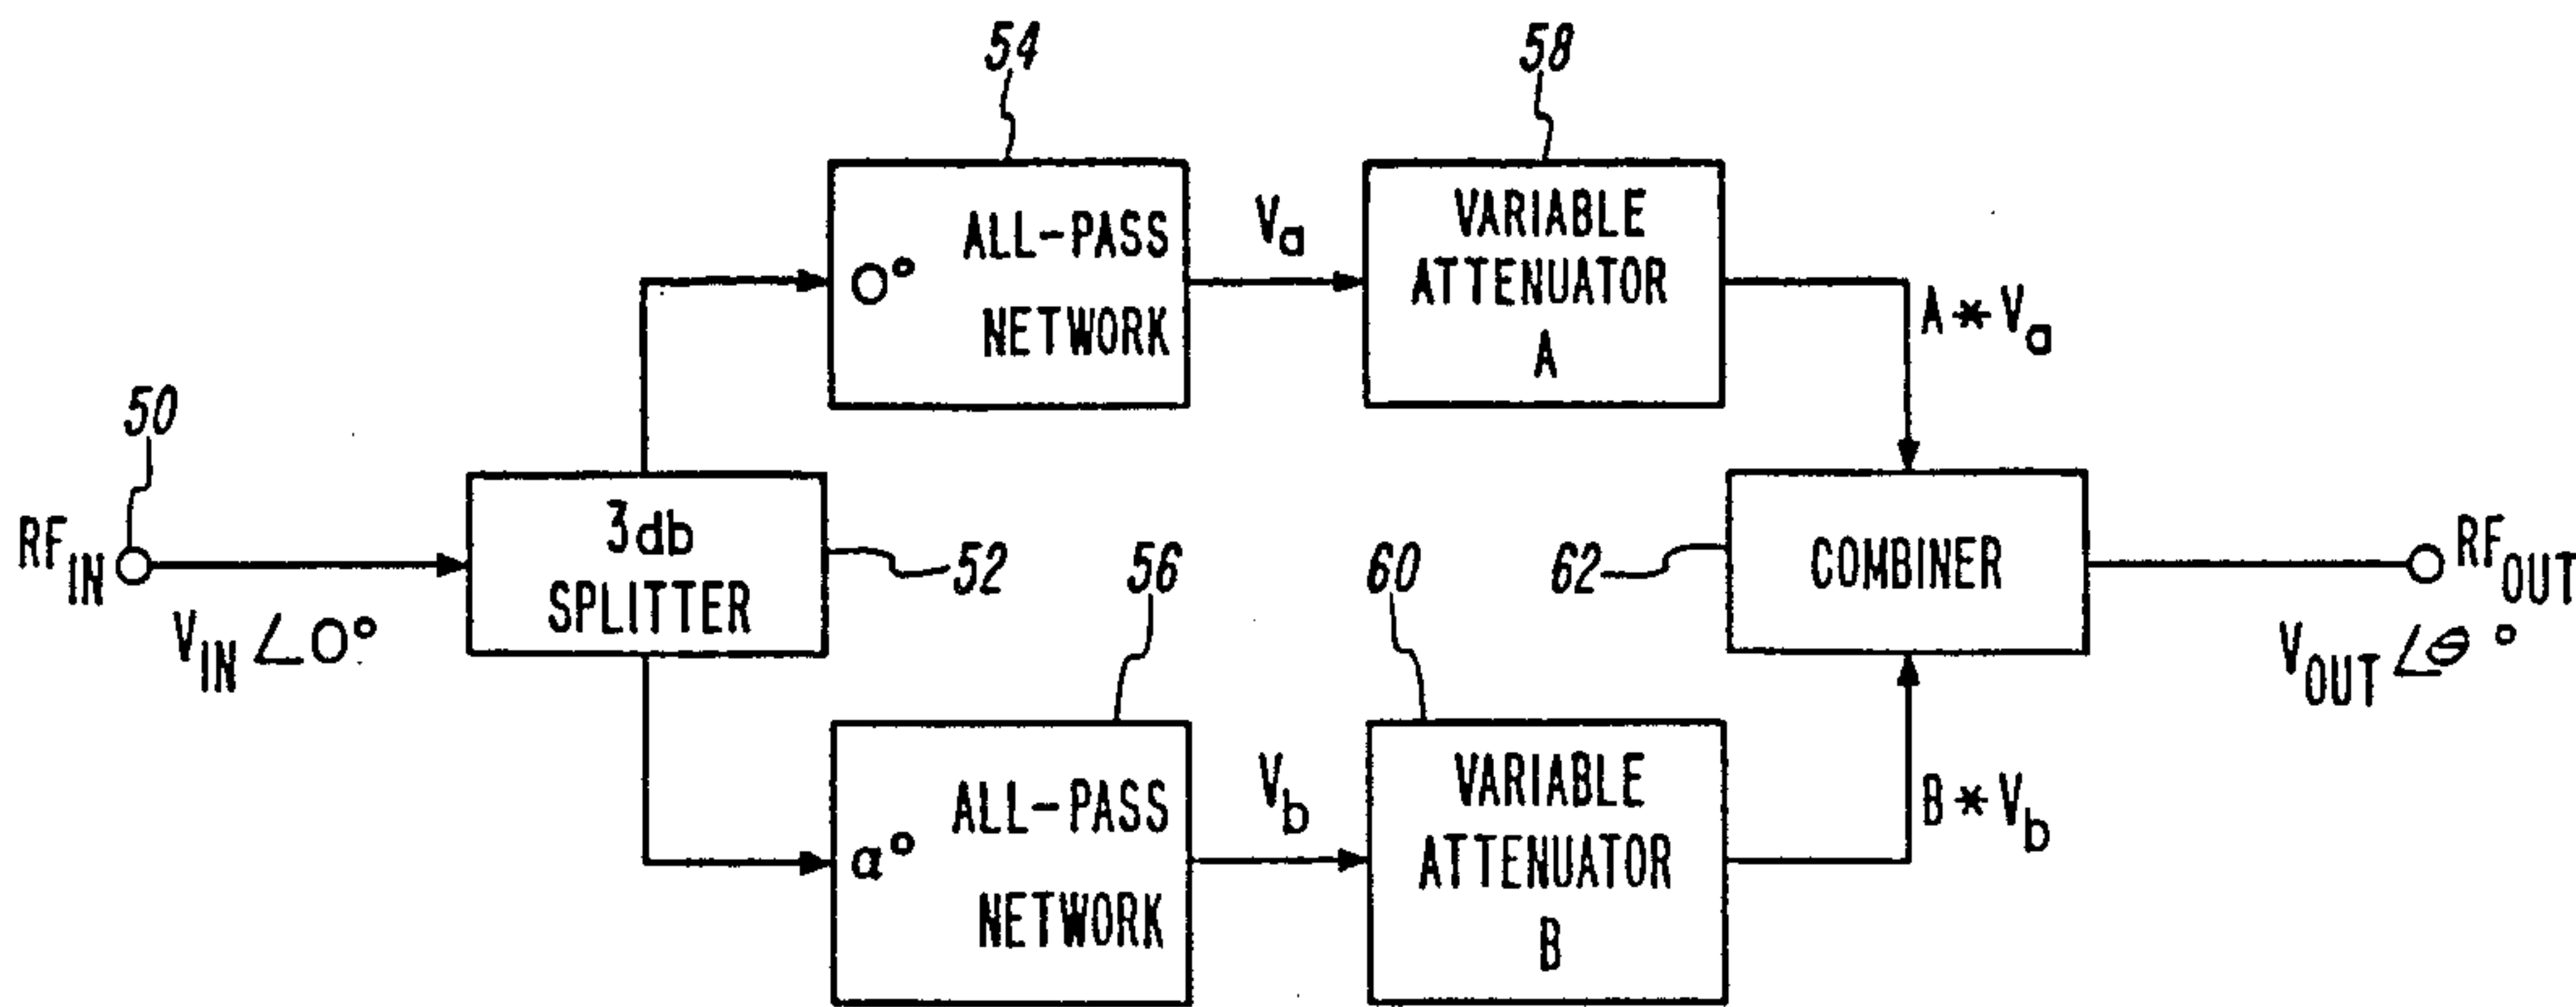 54
58
0°
ALL-PASS
NETWORK
Va
VARIABLE
ATTENUATOR
A
A*Va
50
RFIN
VIN∠0°
3db
SPLITTER
52
62
COMBINER
RFOUT
VOUT∠θ°
56
60
α°
ALL-PASS
NETWORK
Vb
VARIABLE
ATTENUATOR
B
B*Vb